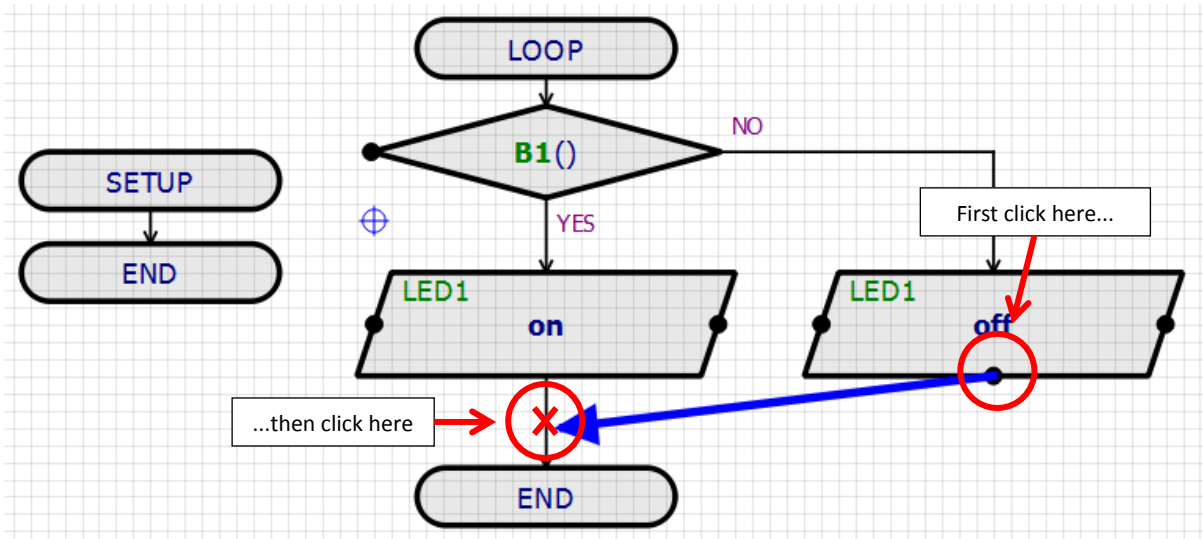 LOOP
B1()
NO
YES
SETUP
END
First click here...
LED1
on
LED1
off
...then click here
END